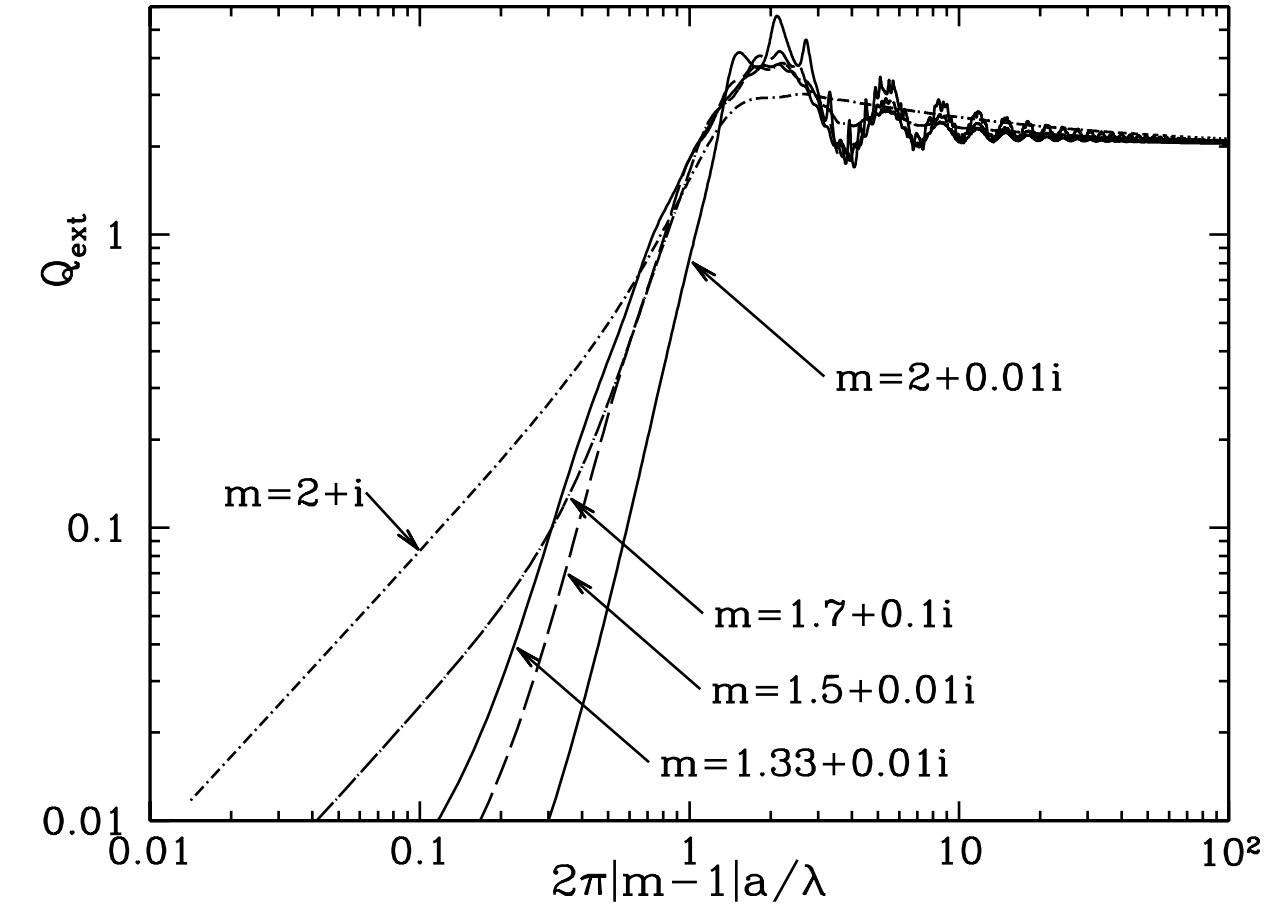 Q_ext
1
0.1
0.01
m=2+0.01i
m=2+i
m=1.7+0.1i
m=1.5+0.01i
m=1.33+0.01i
0.01 0.1 1 10 10²
2π|m−1|a/λ